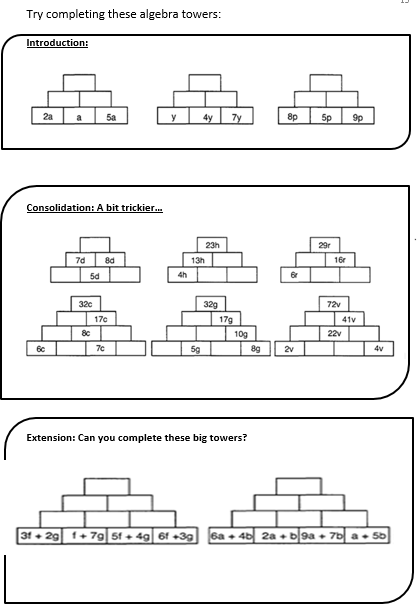 Try completing these algebra towers:
Introduction:
2a a 5a
y 4y 7y
8p 5p 9p
Consolidation: A bit trickier…
23h 29r
7d 8d 13h 16r
5d 4h 6r
32c 32g 72v
17c 17g 41v
8c 10g 22v
6c 7c 5g 8g 2v 4v
Extension: Can you complete these big towers?
3f + 2g f + 7g 5f + 4g 6f +3g
6a + 4b 2a + b 9a + 7b a + 5b